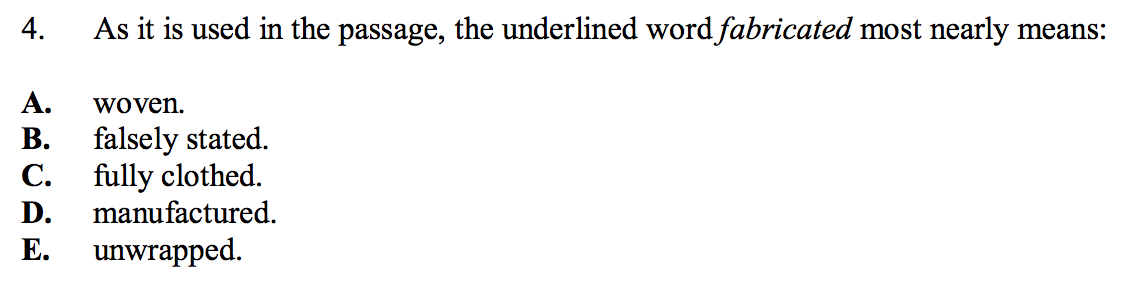 4. As it is used in the passage, the underlined word fabricated most nearly means:
A. woven.
B. falsely stated.
C. fully clothed.
D. manufactured.
E. unwrapped.